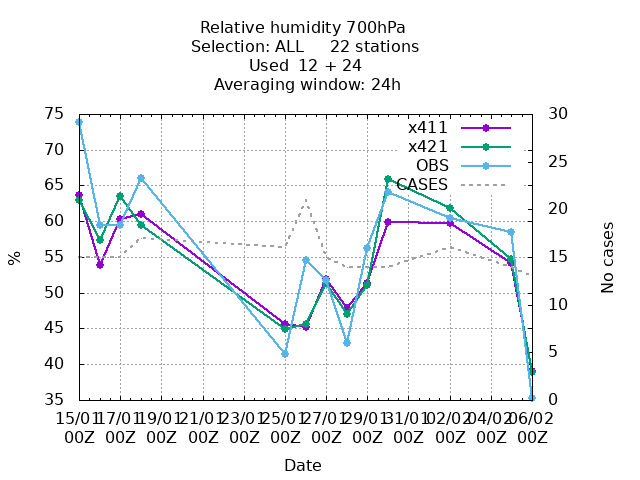 Relative humidity 700hPa
Selection: ALL 22 stations
Used 12 + 24
Averaging window: 24h
75 30
x411
x421
OBS
CASES
70
65
60
55
50
45
40
35
25
20
15
10
5
0
%
No cases
15/01 17/01 19/01 21/01 23/01 25/01 27/01 29/01 31/01 02/02 04/02 06/02
00Z 00Z 00Z 00Z 00Z 00Z 00Z 00Z 00Z 00Z 00Z 00Z
Date